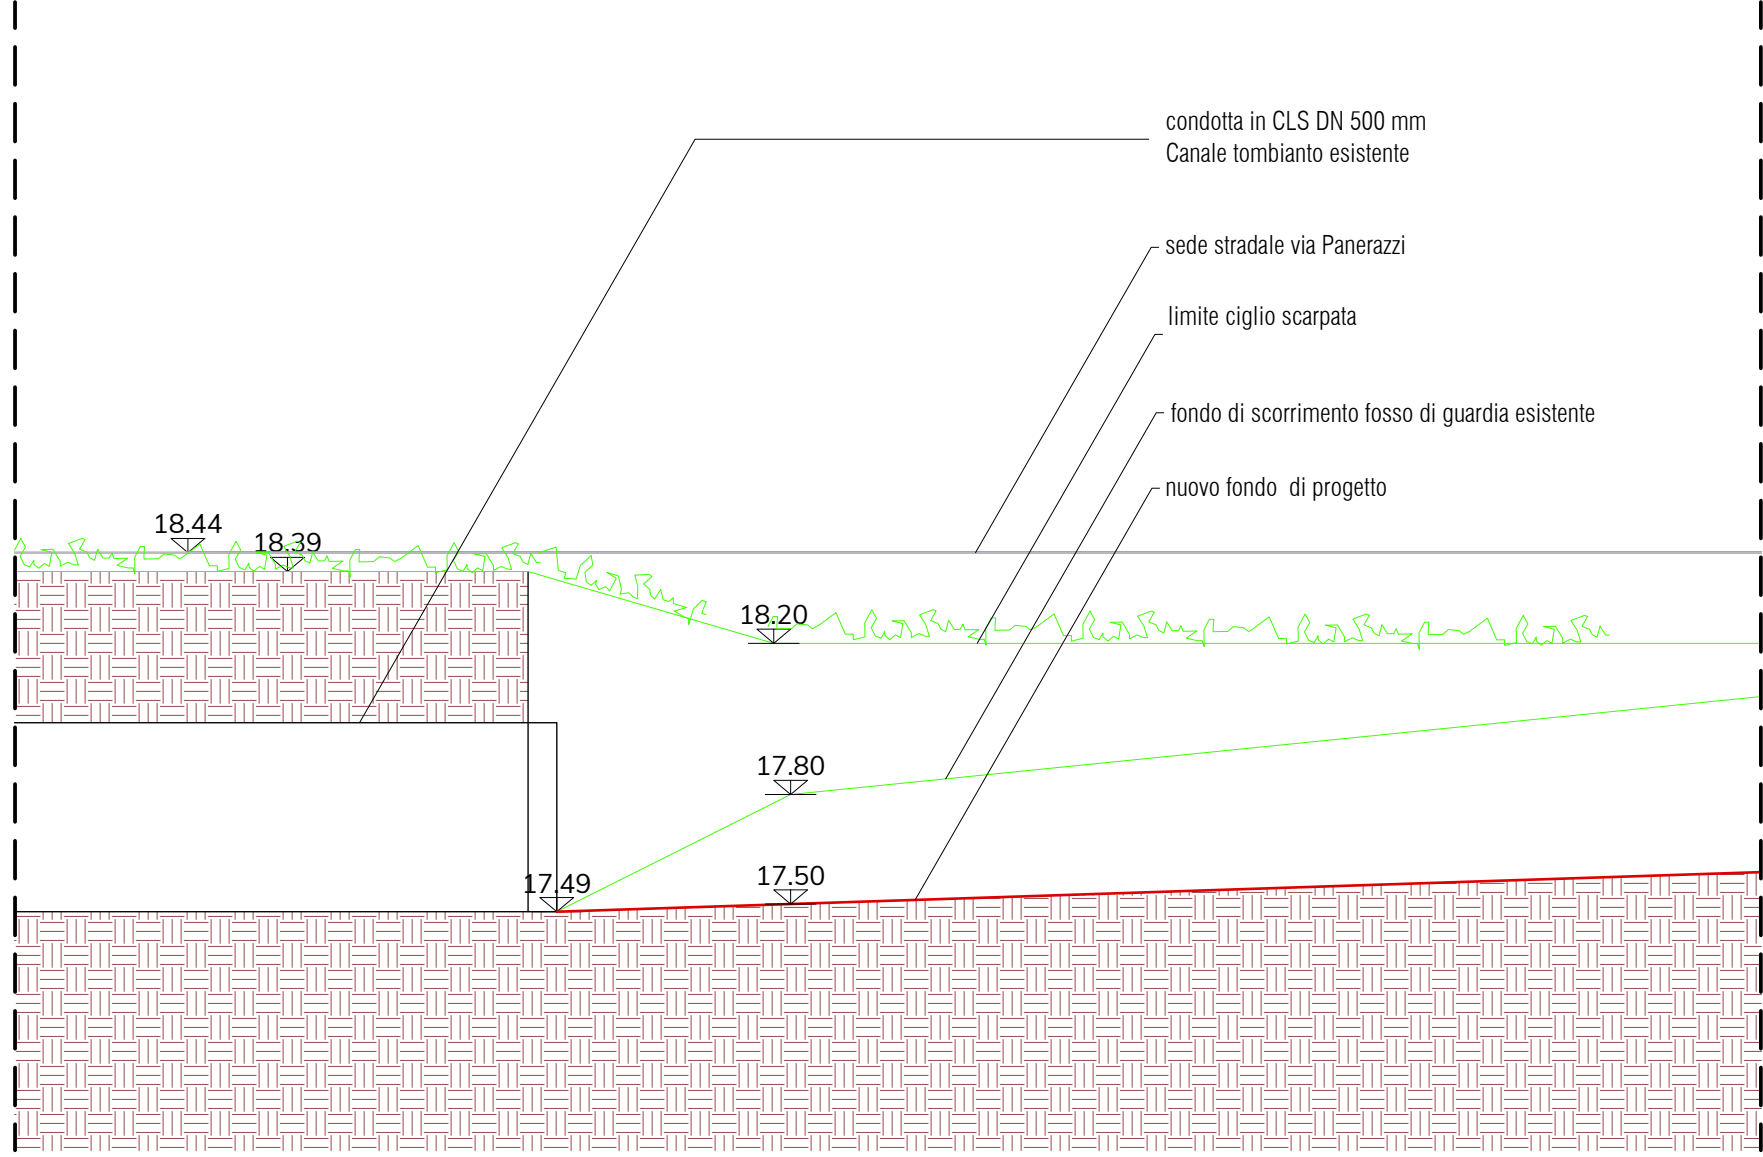 condotta in CLS DN 500 mm
Canale tombianto esistente
sede stradale via Panerazzi
limite ciglio scarpata
fondo di scorrimento fosso di guardia esistente
nuovo fondo  di progetto
18.44
18.39
18.20
17.80
17.49
17.50